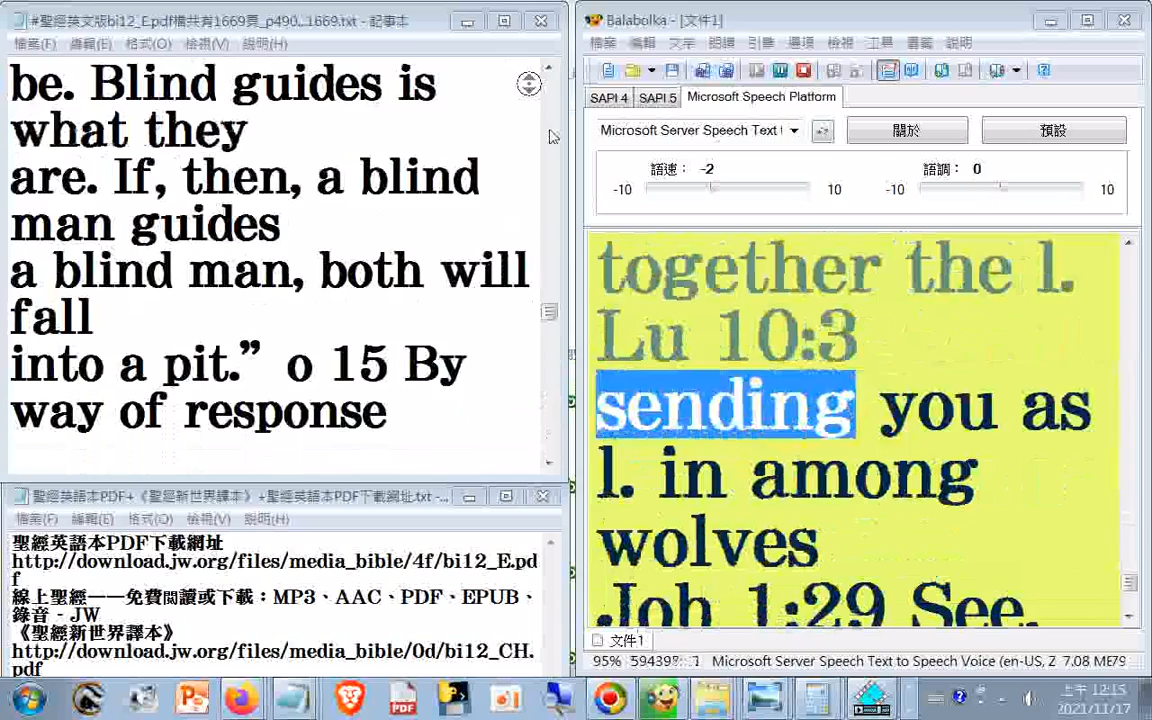 #聖經英文版bi12_E.pdf檔共有1669頁_p490...1669.txt - 記事本
檔案(F) 編輯(E) 格式(O) 檢視(V) 說明(H)
be. Blind guides is
what they
are. If, then, a blind
man guides
a blind man, both will
fall
into a pit.” o 15 By
way of response
聖經英語本PDF+《聖經新世界譯本》+聖經英語本PDF下載網址.txt -...
檔案(F) 編輯(E) 格式(O) 檢視(V) 說明(H)
聖經英語本PDF下載網址
http://download.jw.org/files/media_bible/4f/bi12_E.pd
f
線上聖經──免費閱讀或下載：MP3、AAC、PDF、EPUB、
錄音 - JW
《聖經新世界譯本》
http://download.jw.org/files/media_bible/0d/bi12_CH.
pdf
Balabolka - [文件1]
檔案 編輯 文字 朗讀 引擎 選項 檢視 工具 書籤 說明
SAPI 4 SAPI 5 Microsoft Speech Platform
Microsoft Server Speech Text 關於 預設
語速： -2 語調： 0
-10 10 -10 10
together the l.
Lu 10:3
sending you as
l. in among
wolves
Joh 1:29 See,
文件1
95% Microsoft Server Speech Text to Speech Voice (en-US, Z 7.08 ME
上午 12:15
2021/11/17